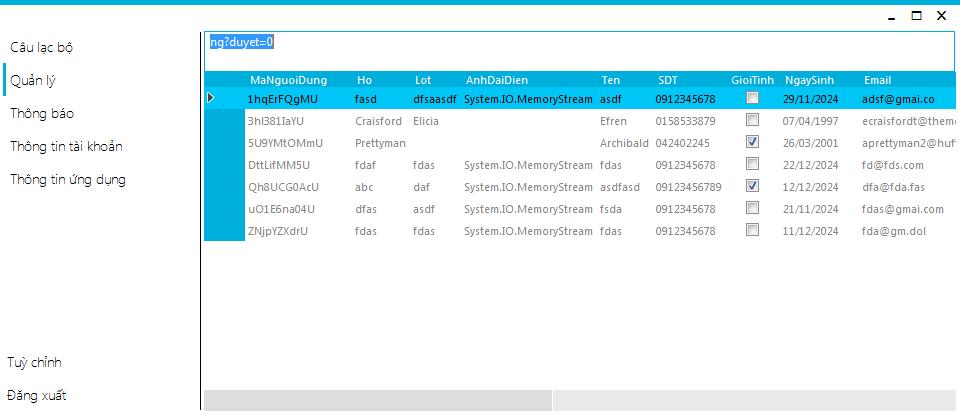 Câu lạc bộ
Quản lý
Thông báo
Thông tin tài khoản
Thông tin ứng dụng
Tuỳ chỉnh
Đăng xuất
ng?duyet=0
MaNguoiDung Ho Lot AnhDaiDien Ten SDT GioiTinh NgaySinh Email
1hqErFQgMU fasd dfsaasdf System.IO.MemoryStream asdf 0912345678 29/11/2024 adsf@gmai.co
3hI381IaYU Craisford Elicia Efren 0158533879 07/04/1997 ecraisfordt@theme
5U9YMtOMmU Prettyman Archibald 042402245 26/03/2001 aprettyman2@huff
DttLifMM5U fdaf fdas System.IO.MemoryStream fdas 0912345678 22/12/2024 fd@fds.com
Qh8UCG0AcU abc daf System.IO.MemoryStream asdfasd 09123456789 12/12/2024 dfa@fda.fas
uO1E6na04U dfas asdf System.IO.MemoryStream fsda 0912345678 21/11/2024 fdas@gmai.com
ZNjpYZXdrU fdas fdas System.IO.MemoryStream fdas 0912345678 11/12/2024 fda@gm.dol